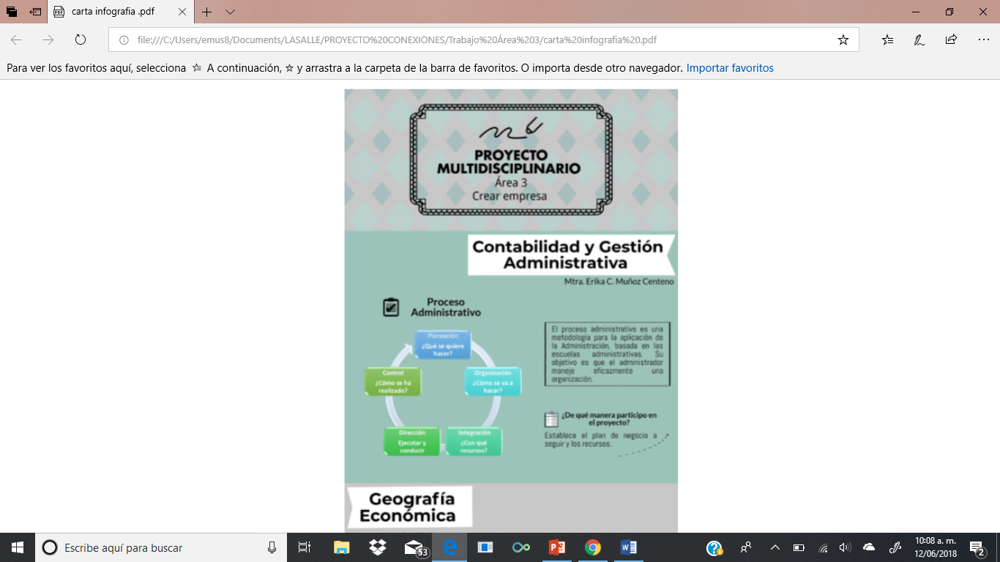 carta infografia .pdf
file:///C:/Users/emus8/Documents/LASALLE/PROYECTO%20CONEXIONES/Trabajo%20Área%203/carta%20infografia%20.pdf
Para ver los favoritos aquí, selecciona ☆ A continuación, ☆ y arrastra a la carpeta de la barra de favoritos. O importa desde otro navegador. Importar favoritos
PROYECTO
MULTIDISCIPLINARIO
Área 3
Crear empresa
Contabilidad y Gestión
Administrativa
Mtra. Erika C. Muñoz Centeno
Proceso
Administrativo
Planeación
¿Qué se quiere
hacer?
Organización
¿Cómo se va a
hacer?
Integración
¿Con qué
recursos?
Dirección
Ejecutar y
conducir
Control
¿Cómo se ha
realizado?
El proceso administrativo es una
metodología para la aplicación de
la Administración, basada en las
escuelas administrativas. Su
objetivo es que el administrador
maneje eficazmente una
organización.
¿De qué manera participo en
el proyecto?
Establece el plan de negocio a
seguir y los recursos.
Geografía
Económica
Escribe aquí para buscar
53
10:08 a. m.
12/06/2018
2